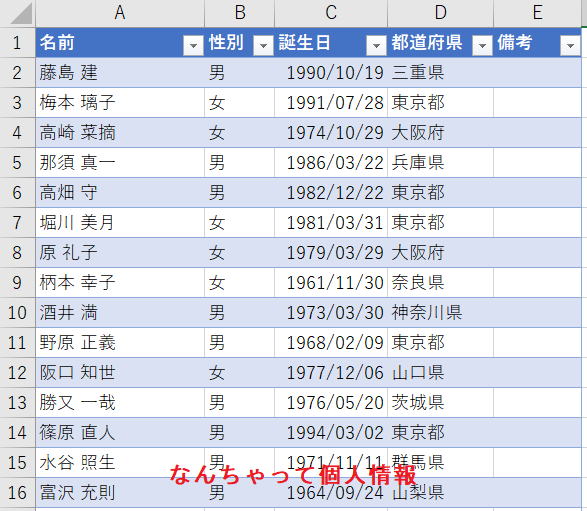 A B C D E
1 名前 性別 誕生日 都道府県 備考
2 藤島 建 男 1990/10/19 三重県
3 梅本 璃子 女 1991/07/28 東京都
4 高崎 菜摘 女 1974/10/29 大阪府
5 那須 真一 男 1986/03/22 兵庫県
6 高畑 守 男 1982/12/22 東京都
7 堀川 美月 女 1981/03/31 東京都
8 原 礼子 女 1979/03/29 大阪府
9 柄本 幸子 女 1961/11/30 奈良県
10 酒井 満 男 1973/03/30 神奈川県
11 野原 正義 男 1968/02/09 東京都
12 阪口 知世 女 1977/12/06 山口県
13 勝又 一哉 男 1976/05/20 茨城県
14 篠原 直人 男 1994/03/02 東京都
15 水谷 照生 男 1971/11/11 群馬県
なんちゃって個人情報
16 富沢 充則 男 1964/09/24 山梨県